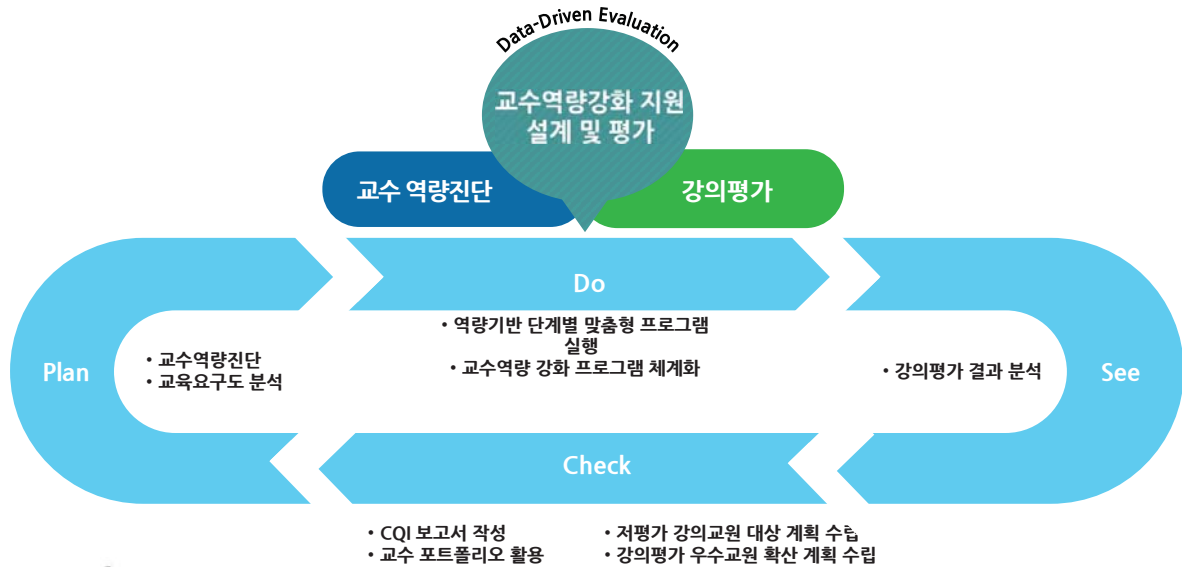 Data-Driven Evaluation
교수역량강화 지원
설계 및 평가
교수 역량진단
강의평가
Do
• 역량기반 단계별 맞춤형 프로그램
실행
• 교수역량 강화 프로그램 체계화
Plan
• 교수역량진단
• 교육요구도 분석
• 강의평가 결과 분석
See
Check
• CQI 보고서 작성
• 교수 포트폴리오 활용
• 저평가 강의교원 대상 계획 수립
• 강의평가 우수교원 확산 계획 수립